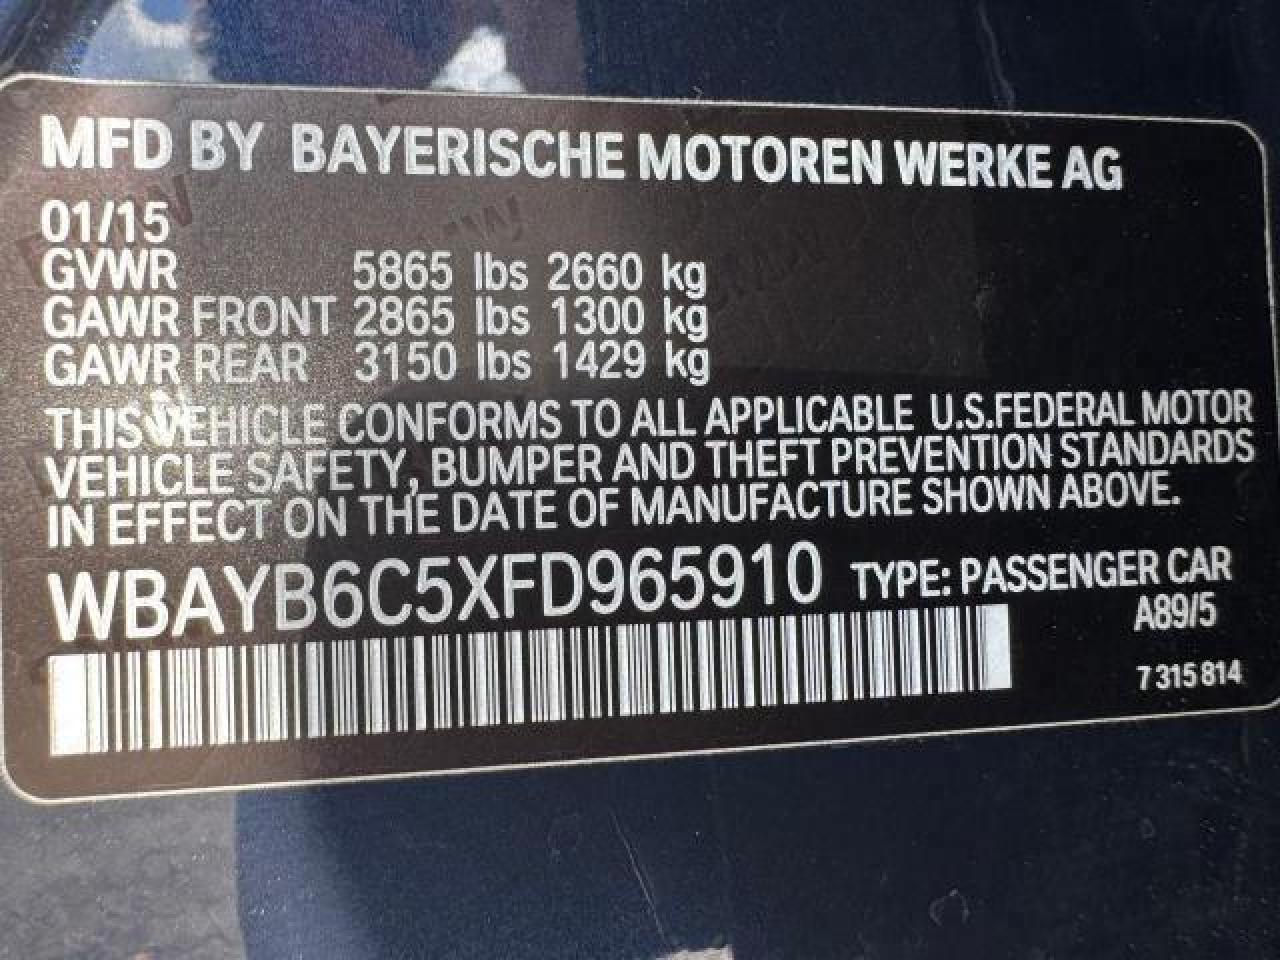 MFD BY BAYERISCHE MOTOREN WERKE AG
01/15
GVWR 5865 lbs 2660 kg
GAWR FRONT 2865 lbs 1300 kg
GAWR REAR 3150 lbs 1429 kg
THIS VEHICLE CONFORMS TO ALL APPLICABLE U.S.FEDERAL MOTOR
VEHICLE SAFETY, BUMPER AND THEFT PREVENTION STANDARDS
IN EFFECT ON THE DATE OF MANUFACTURE SHOWN ABOVE.
WBAYB6C5XFD965910 TYPE: PASSENGER CAR
A89/5
7 315 814